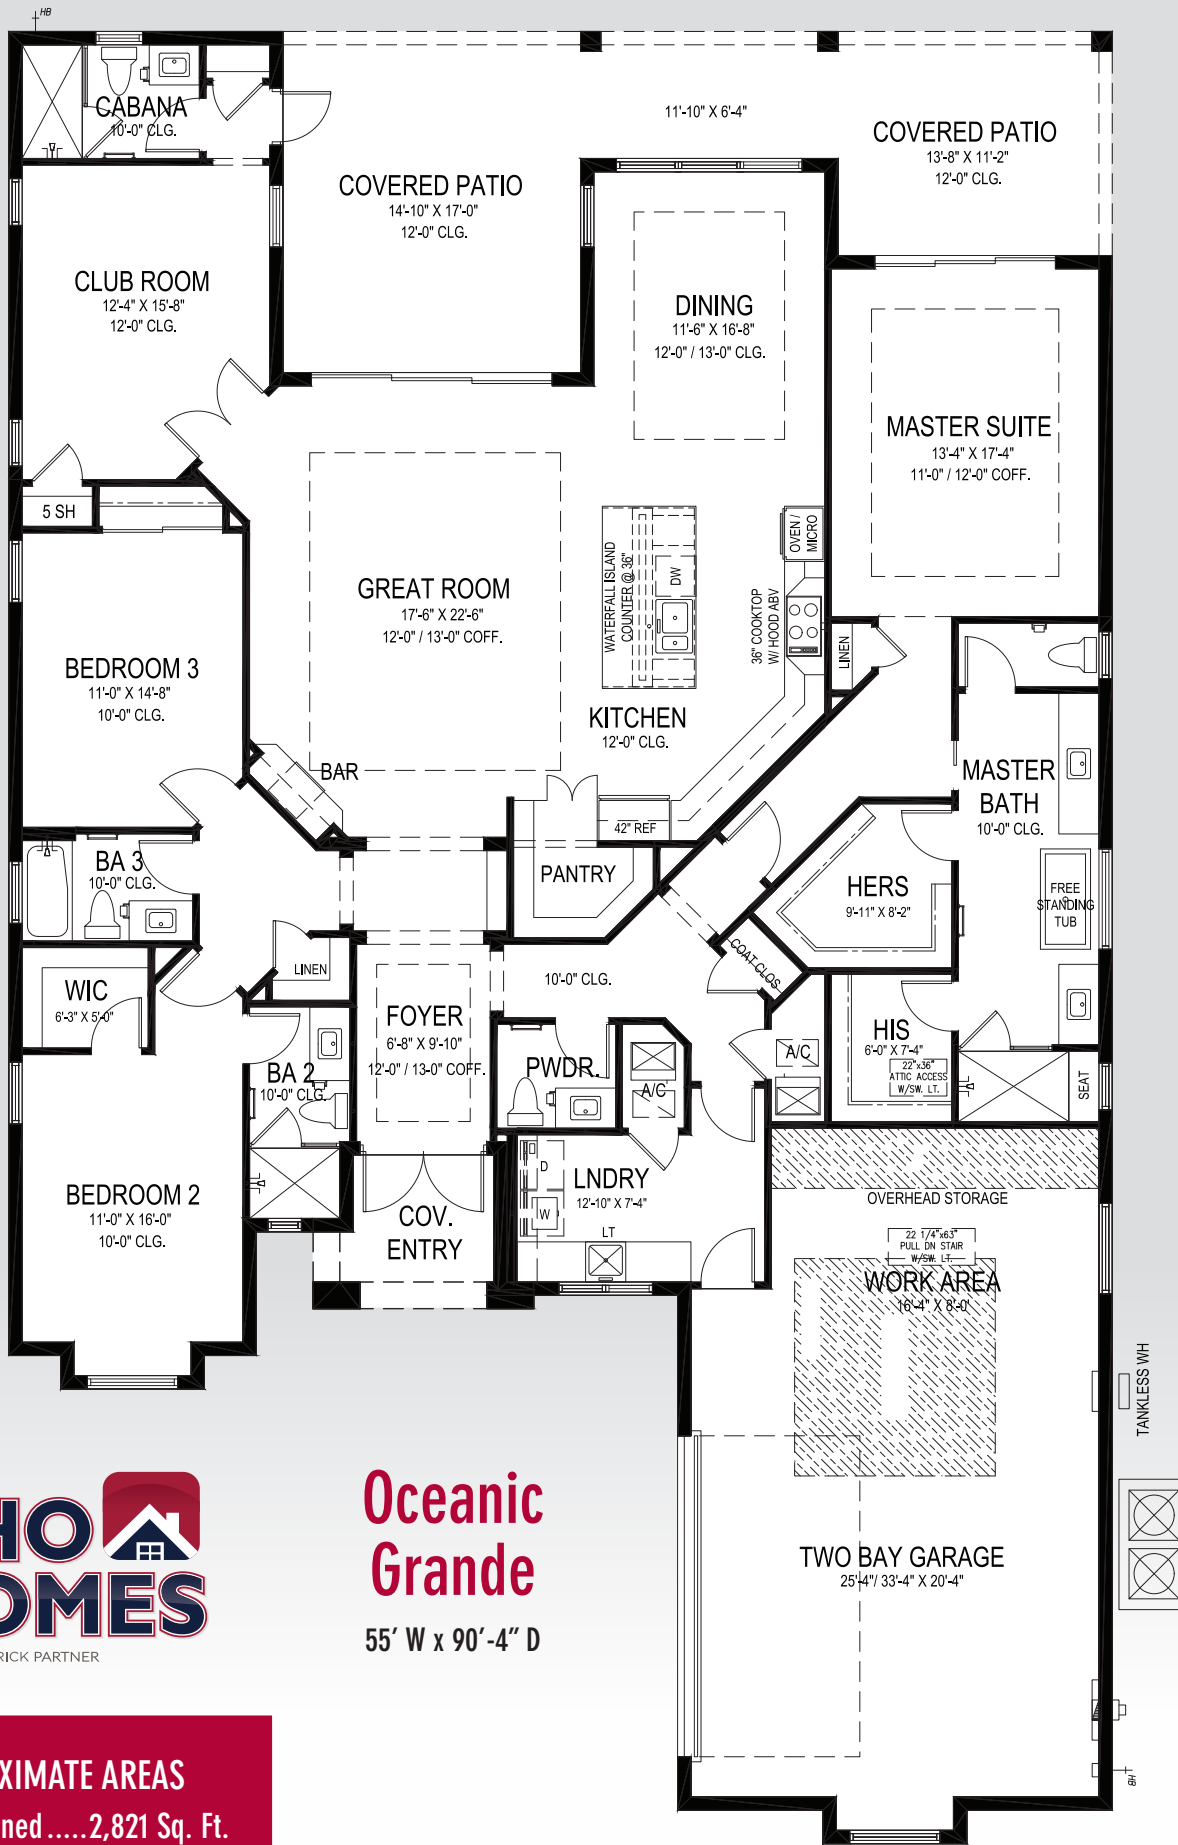 HB
CABANA
10'-0" CLG.
11'-10" X 6'-4"
COVERED PATIO
13'-8" X 11'-2"
12'-0" CLG.
COVERED PATIO
14'-10" X 17'-0"
12'-0" CLG.
CLUB ROOM
12'-4" X 15'-8"
12'-0" CLG.
DINING
11'-6" X 16'-8"
12'-0" / 13'-0" CLG.
MASTER SUITE
13'-4" X 17'-4"
11'-0" / 12'-0" COFF.
5 SH
OVEN /
MICRO
WATERFALL ISLAND
COUNTER @ 36"
DW
36" COOKTOP
W/ HOOD ABV
GREAT ROOM
17'-6" X 22'-6"
12'-0" / 13'-0" COFF.
LINEN
BEDROOM 3
11'-0" X 14'-8"
10'-0" CLG.
KITCHEN
12'-0" CLG.
BAR
MASTER
BATH
10'-0" CLG.
42" REF
BA 3
10'-0" CLG.
PANTRY
HERS
9'-11" X 8'-2"
FREE
STANDING
TUB
COAT CLOS
LINEN
10'-0" CLG.
WIC
6'-3" X 5'-0"
FOYER
6'-8" X 9'-10"
12'-0" / 13'-0" COFF.
HIS
6'-0" X 7'-4"
22"x36"
ATTIC ACCESS
W/SW. LT.
A/C
PWDR.
A/C
BA 2
10'-0" CLG.
SEAT
D
W
LNDRY
12'-10" X 7'-4"
LT
BEDROOM 2
11'-0" X 16'-0"
10'-0" CLG.
COV.
ENTRY
OVERHEAD STORAGE
22 1/4"x63"
PULL DN STAIR
W/SW. LT.
WORK AREA
16'-4" X 8'-0"
TANKLESS WH
HO
OMES
RICK PARTNER
Oceanic
Grande
55' W x 90'-4" D
TWO BAY GARAGE
25'-4"/ 33'-4" X 20'-4"
HB
XIMATE AREAS
ned.....2,821 Sq. Ft.